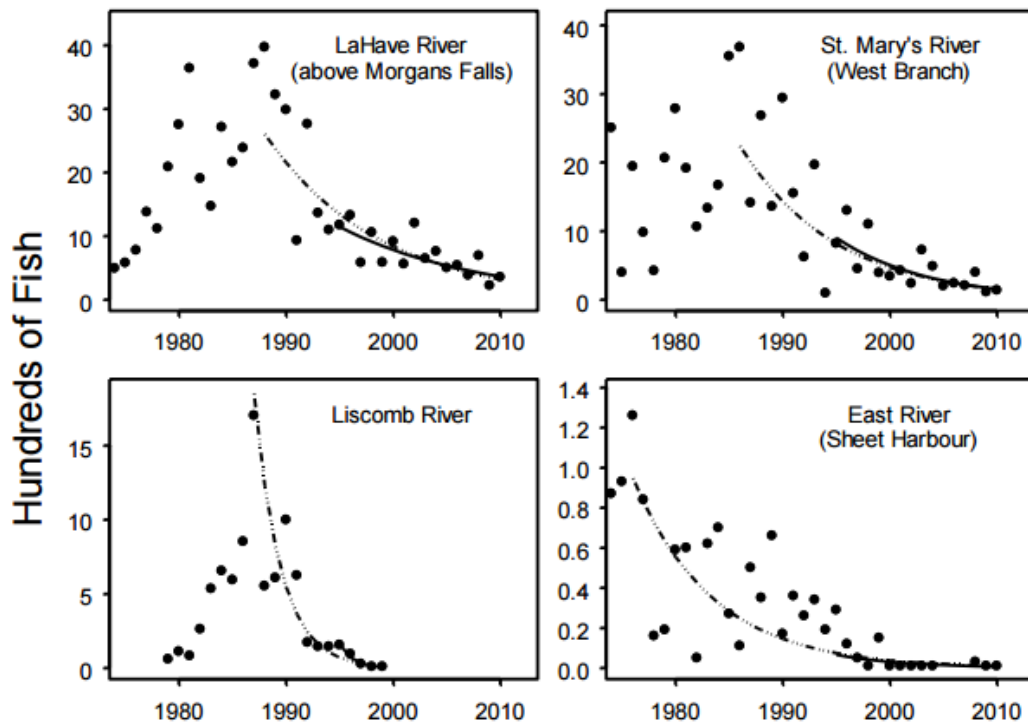 Hundreds of Fish
LaHave River
(above Morgans Falls)
40
30
20
10
0
1980 1990 2000 2010
St. Mary's River
(West Branch)
40
30
20
10
0
1980 1990 2000 2010
Liscomb River
15
10
5
0
1980 1990 2000 2010
East River
(Sheet Harbour)
1.4
1.2
1.0
0.8
0.6
0.4
0.2
0.0
1980 1990 2000 2010